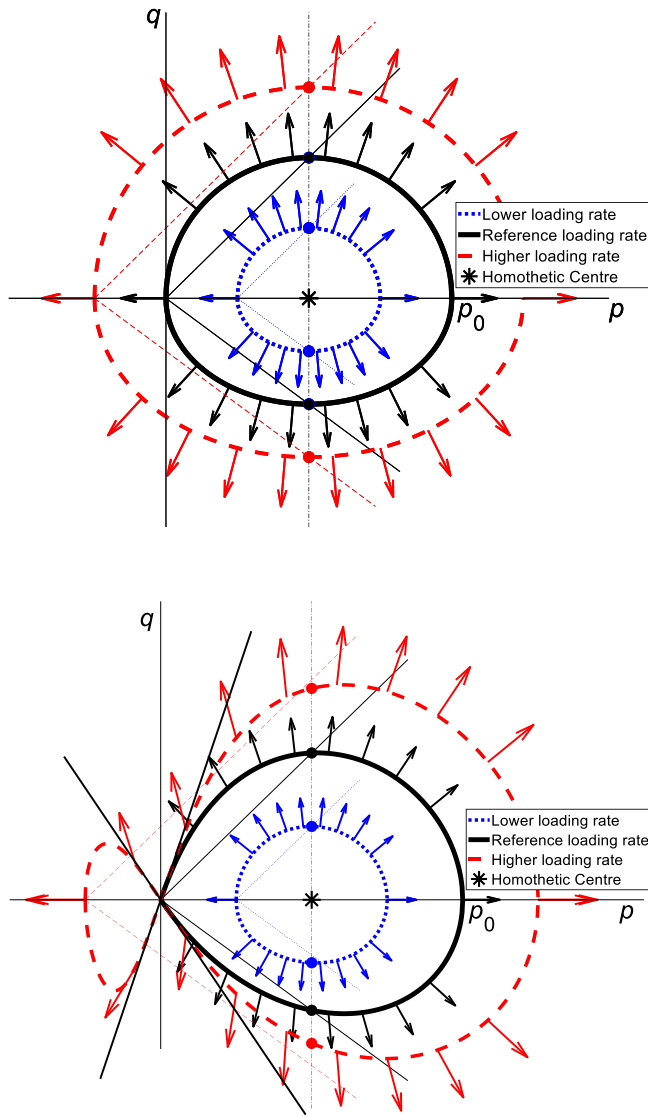 q
Lower loading rate
Reference loading rate
Higher loading rate
Homothetic Centre
p0
p
q
Lower loading rate
Reference loading rate
Higher loading rate
Homothetic Centre
p0
p